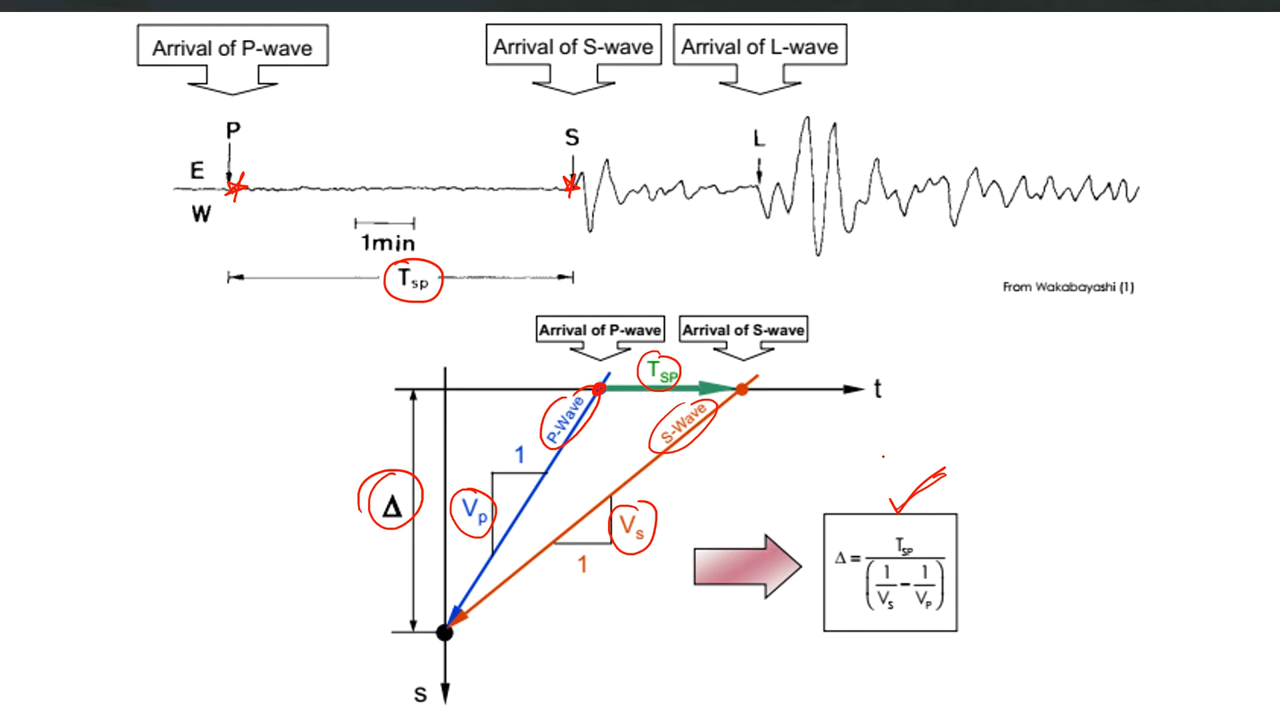 Arrival of P-wave
Arrival of S-wave
Arrival of L-wave
P
S
L
E
W
1min
Tsp
From Wakabayashi (1)
Arrival of P-wave
Arrival of S-wave
TSP
t
P-Wave
S-Wave
1
Δ
Vp
Vs
1
Δ = TSP / (1/VS − 1/VP)
s